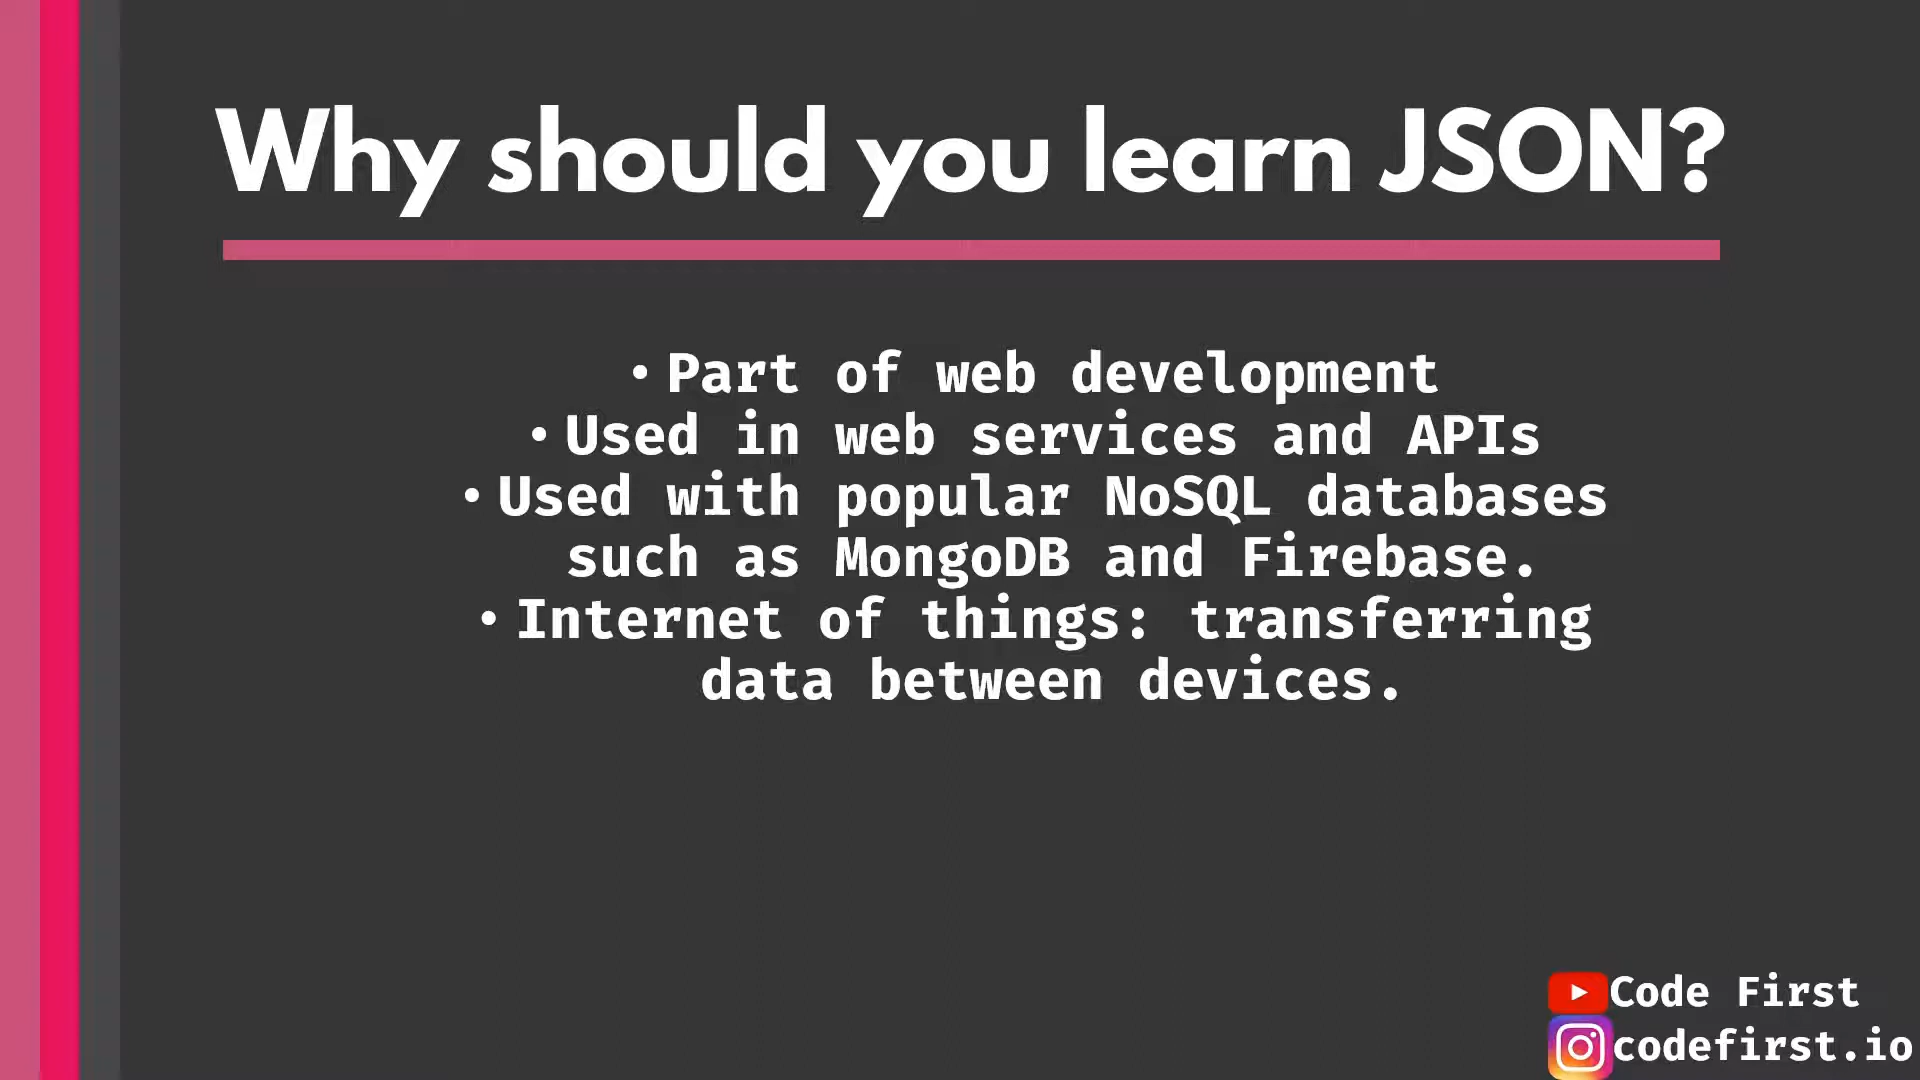 Why should you learn JSON?
• Part of web development
• Used in web services and APIs
• Used with popular NoSQL databases
such as MongoDB and Firebase.
• Internet of things: transferring
data between devices.
Code First
codefirst.io